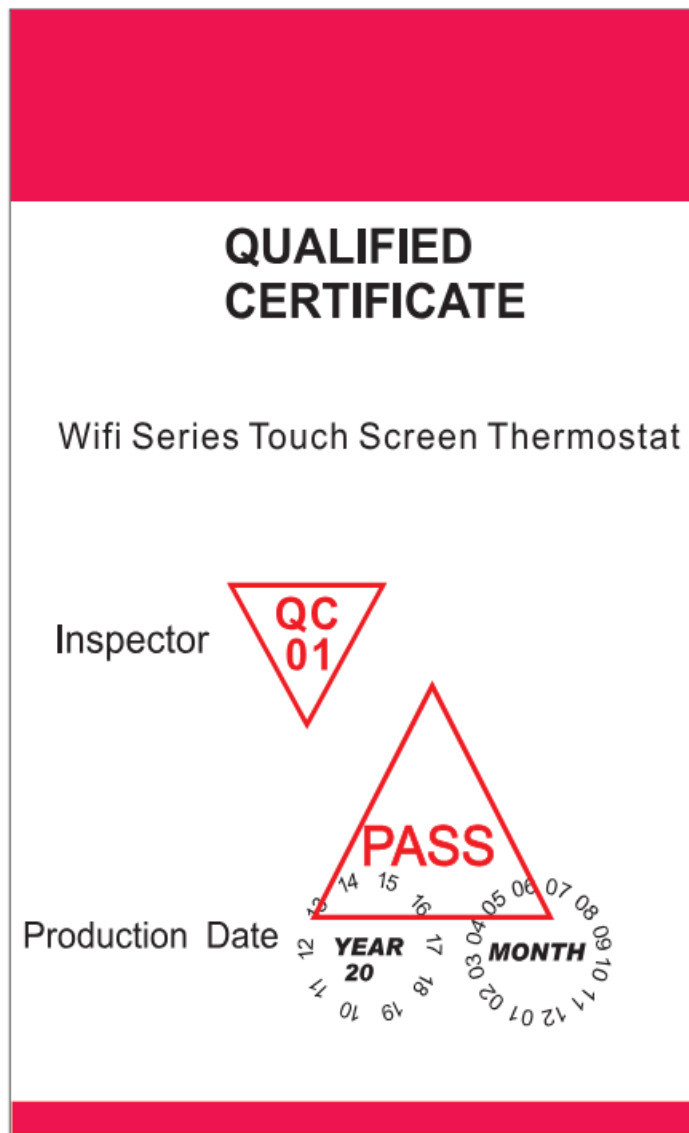 QUALIFIED
CERTIFICATE
Wifi Series Touch Screen Thermostat
Inspector
QC
01
PASS
Production Date
10 11 12 13 14 15 16 17 18 19
YEAR
20
01 02 03 04 05 06 07 08 09 10 11 12
MONTH